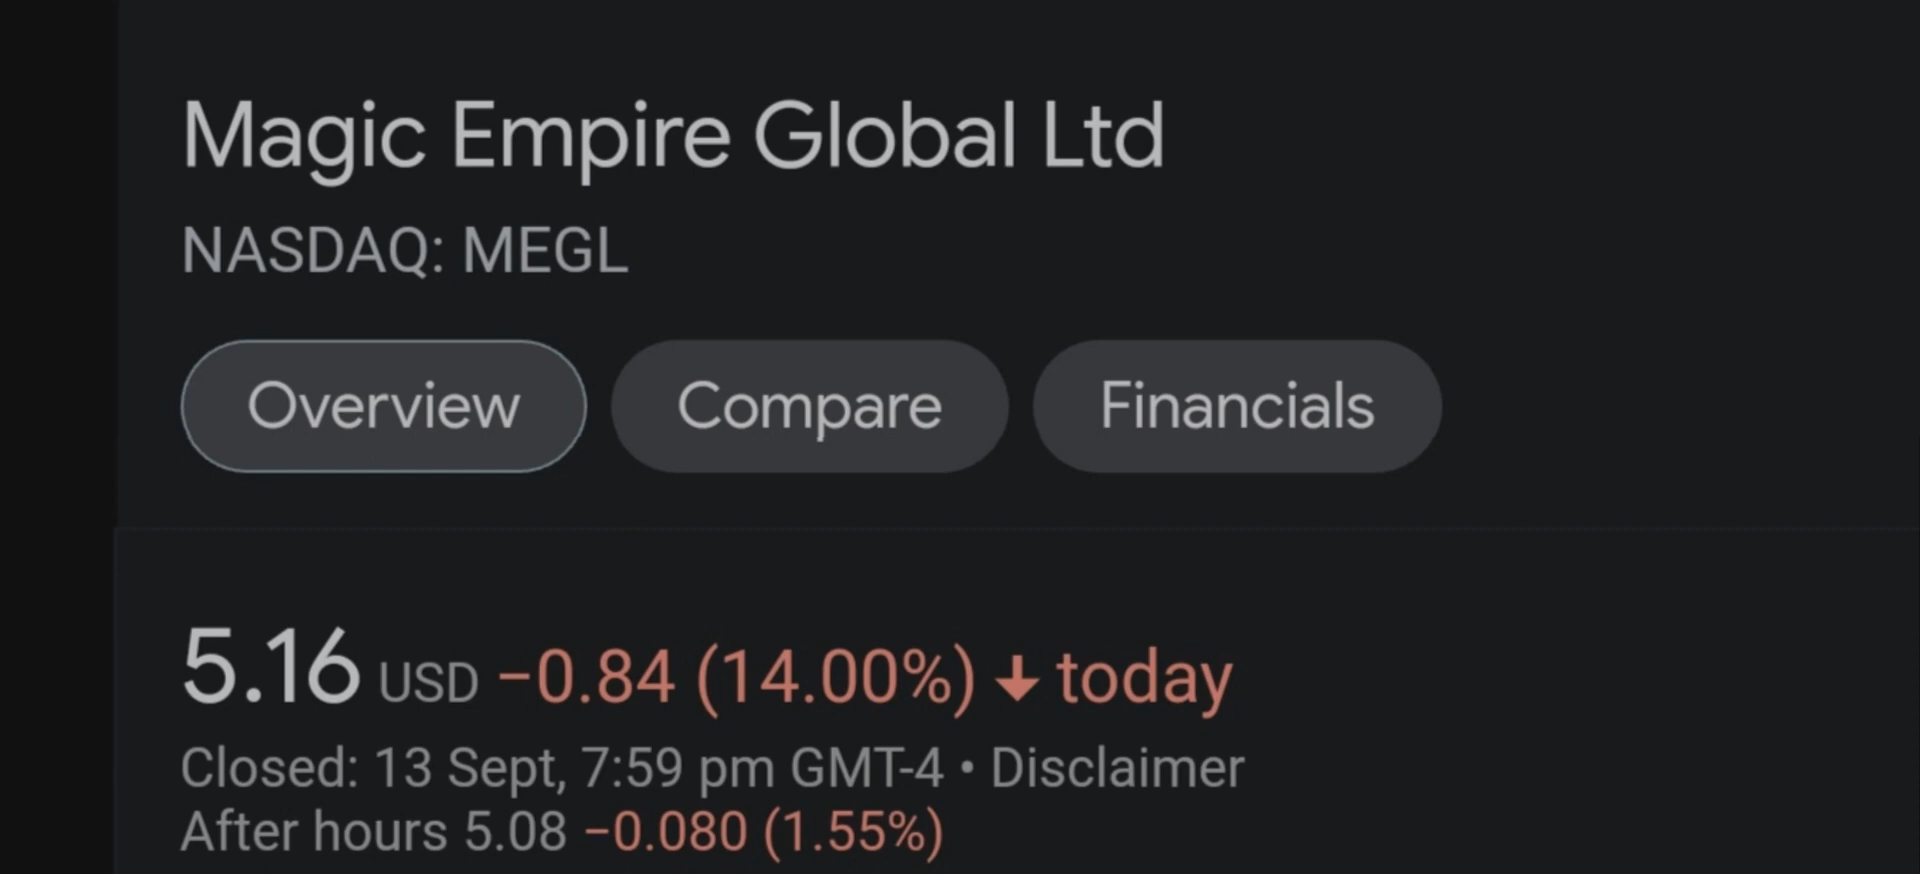 Magic Empire Global Ltd
NASDAQ: MEGL
Overview Compare Financials
5.16 USD −0.84 (14.00%) ↓ today
Closed: 13 Sept, 7:59 pm GMT-4 • Disclaimer
After hours 5.08 −0.080 (1.55%)